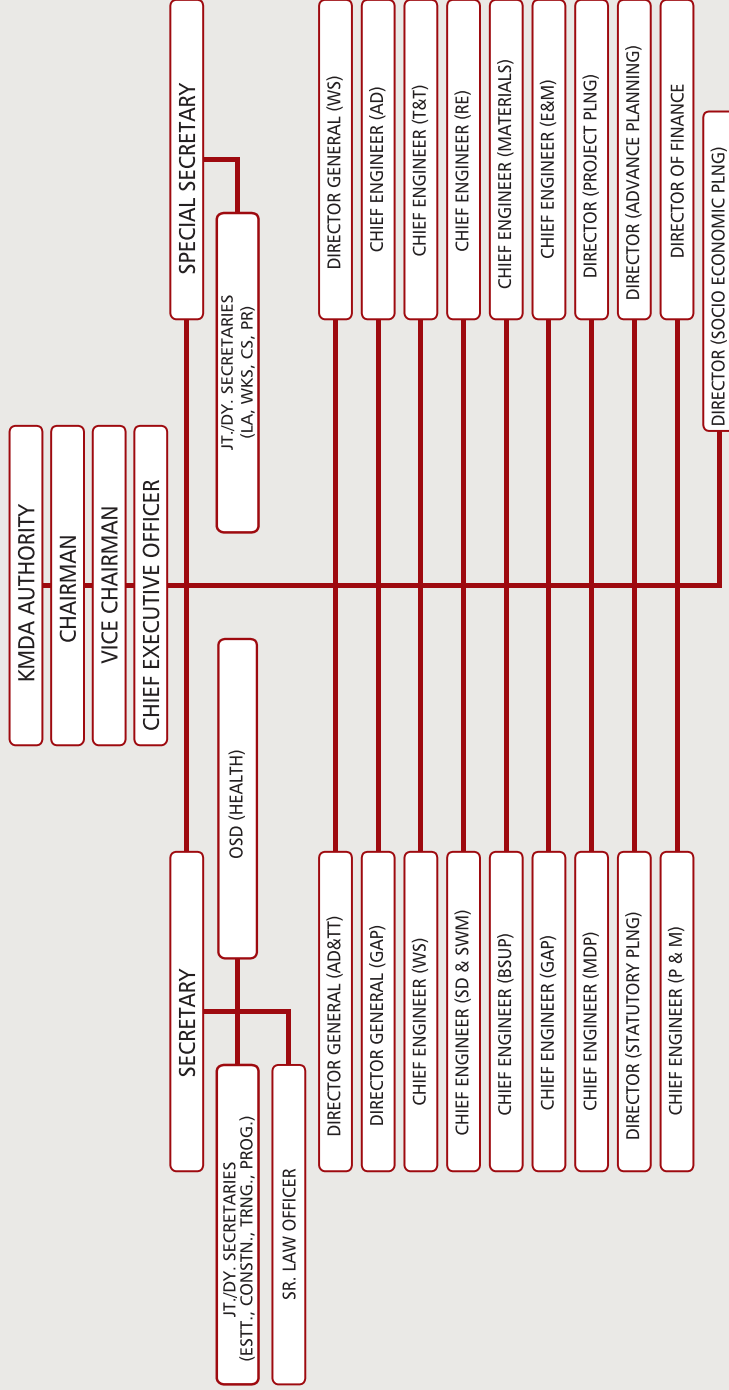 KMDA AUTHORITY
CHAIRMAN
VICE CHAIRMAN
CHIEF EXECUTIVE OFFICER
SECRETARY
SPECIAL SECRETARY
JT./DY. SECRETARIES
(ESTT., CONSTN., TRNG., PROG.)
OSD (HEALTH)
JT./DY. SECRETARIES
(LA, WKS, CS, PR)
SR. LAW OFFICER
DIRECTOR GENERAL (AD&TT)
DIRECTOR GENERAL (WS)
DIRECTOR GENERAL (GAP)
CHIEF ENGINEER (AD)
CHIEF ENGINEER (WS)
CHIEF ENGINEER (T&T)
CHIEF ENGINEER (SD & SWM)
CHIEF ENGINEER (RE)
CHIEF ENGINEER (BSUP)
CHIEF ENGINEER (MATERIALS)
CHIEF ENGINEER (GAP)
CHIEF ENGINEER (E&M)
CHIEF ENGINEER (MDP)
DIRECTOR (PROJECT PLNG)
DIRECTOR (STATUTORY PLNG)
DIRECTOR (ADVANCE PLANNING)
CHIEF ENGINEER (P & M)
DIRECTOR OF FINANCE
DIRECTOR (SOCIO ECONOMIC PLNG)